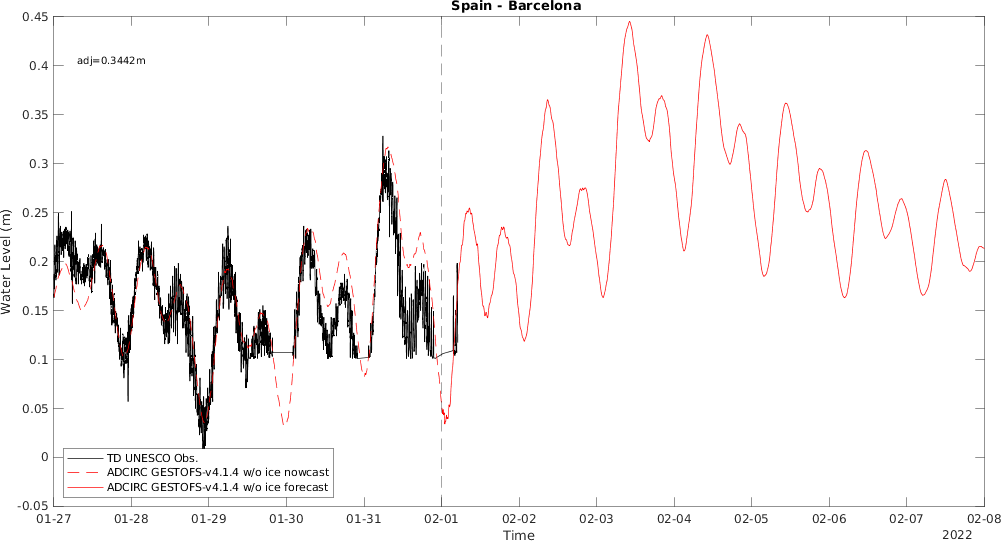 Spain - Barcelona
adj=0.3442m
0.45
0.4
0.35
0.3
0.25
0.2
0.15
0.1
0.05
0
-0.05
Water Level (m)
TD UNESCO Obs.
ADCIRC GESTOFS-v4.1.4 w/o ice nowcast
ADCIRC GESTOFS-v4.1.4 w/o ice forecast
01-27 01-28 01-29 01-30 01-31 02-01 02-02 02-03 02-04 02-05 02-06 02-07 02-08
Time
2022